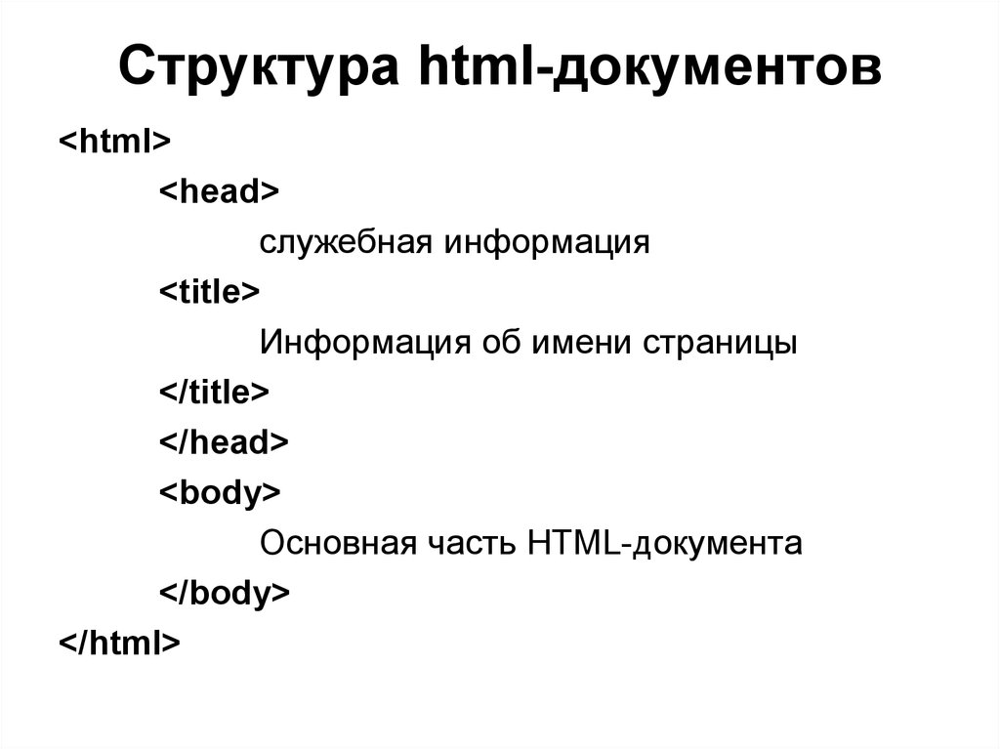 Структура html-документов
<html>
<head>
служебная информация
<title>
Информация об имени страницы
</title>
</head>
<body>
Основная часть HTML-документа
</body>
</html>